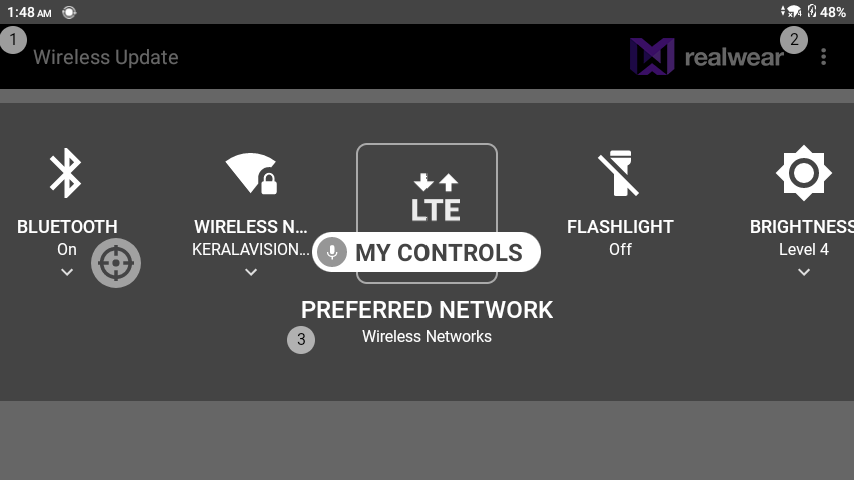 1:48 AM
48%
1
2
Wireless Update
realwear
LTE
BLUETOOTH
On
WIRELESS N...
KERALAVISION...
MY CONTROLS
FLASHLIGHT
Off
BRIGHTNESS
Level 4
PREFERRED NETWORK
3
Wireless Networks